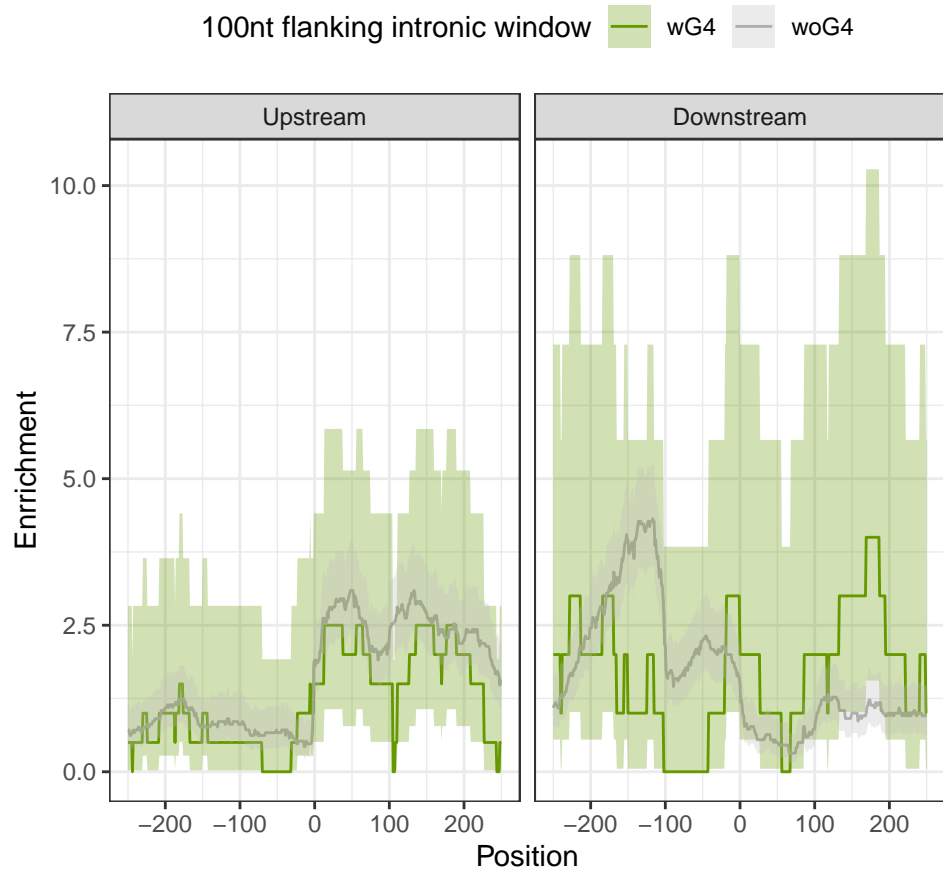 100nt flanking intronic window wG4 woG4
Upstream Downstream
10.0
7.5
5.0
2.5
0.0
Enrrichment
−200 −100 0 100 200 −200 −100 0 100 200
Position